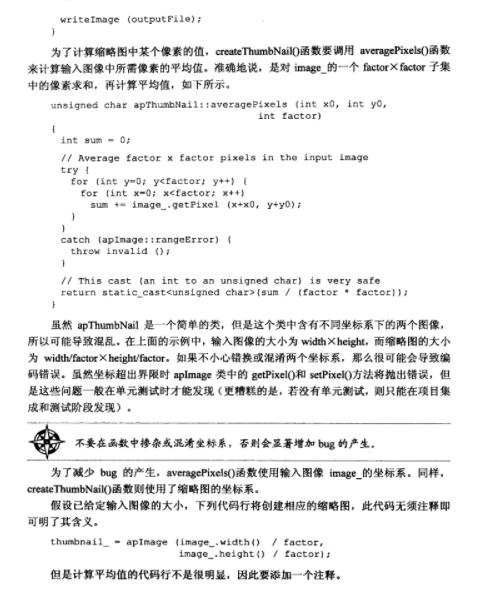 writeImage (outputFile);
}
为了计算缩略图中某个像素的值，createThumbNail()函数要调用 averagePixels()函数
来计算输入图像中所需像素的平均值。准确地说，是对 image_的一个 factor×factor 子集
中的像素求和，再计算平均值，如下所示。
unsigned char apThumbNail::averagePixels (int x0, int y0,
int factor)
{
int sum = 0;
// Average factor x factor pixels in the input image
try {
for (int y=0; y<factor; y++) {
for (int x=0; x<factor; x++)
sum += image_.getPixel (x+x0, y+y0);
}
}
catch (apImage::rangeError) {
throw invalid ();
}
// This cast (an int to an unsigned char) is very safe
return static_cast<unsigned char>(sum / (factor * factor));
}
虽然 apThumbNail 是一个简单的类，但是这个类中含有不同坐标系下的两个图像，
所以可能导致混乱。在上面的示例中，输入图像的大小为 width×height，而缩略图的大小
为 width/factor×height/factor。如果不小心错换或混淆两个坐标系，那么很可能会导致编
码错误。虽然坐标超出界限时 apImage 类中的 getPixel()和 setPixel()方法将抛出错误，但
是这些问题一般在单元测试时才能发现（更糟糕的是，若没有单元测试，则只能在项目集
成和测试阶段发现）。
不要在函数中掺杂或混淆坐标系，否则会显著增加 bug 的产生。
为了减少 bug 的产生，averagePixels()函数使用输入图像 image_的坐标系。同样，
createThumbNail()函数则使用了缩略图的坐标系。
假设已给定输入图像的大小，下列代码行将创建相应的缩略图，此代码无须注释即
可明了其含义。
thumbnail_ = apImage (image_.width() / factor,
image_.height() / factor);
但是计算平均值的代码行不是很明显，因此要添加一个注释。